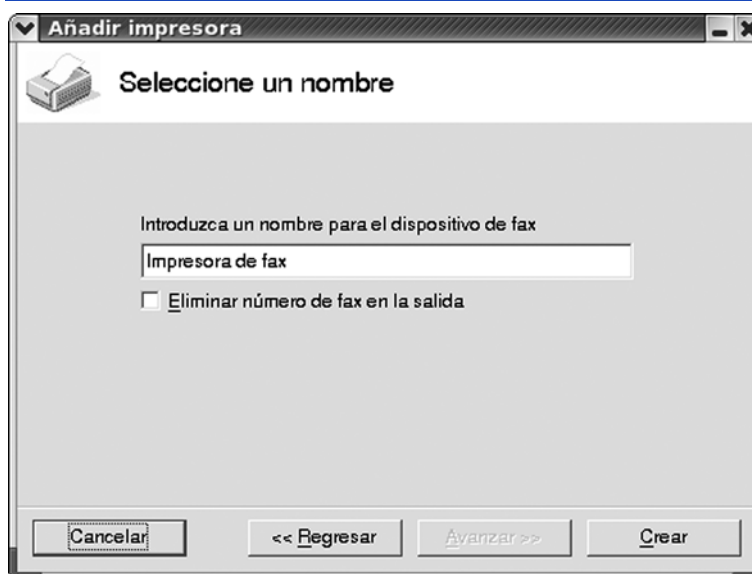 Añadir impresora
Seleccione un nombre
Introduzca un nombre para el dispositivo de fax
Impresora de fax
Eliminar número de fax en la salida
Cancelar
<< Regresar
Avanzar >>
Crear